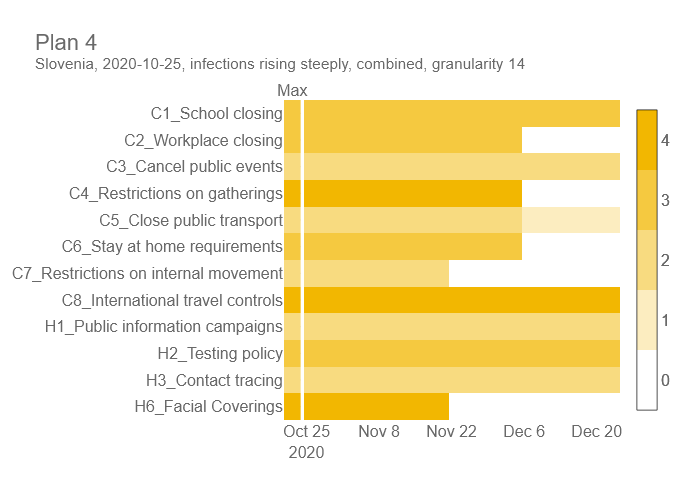 Plan 4
Slovenia, 2020-10-25, infections rising steeply, combined, granularity 14
Max
C1_School closing
C2_Workplace closing
C3_Cancel public events
C4_Restrictions on gatherings
C5_Close public transport
C6_Stay at home requirements
C7_Restrictions on internal movement
C8_International travel controls
H1_Public information campaigns
H2_Testing policy
H3_Contact tracing
H6_Facial Coverings
Oct 25 Nov 8 Nov 22 Dec 6 Dec 20
2020
4
3
2
1
0